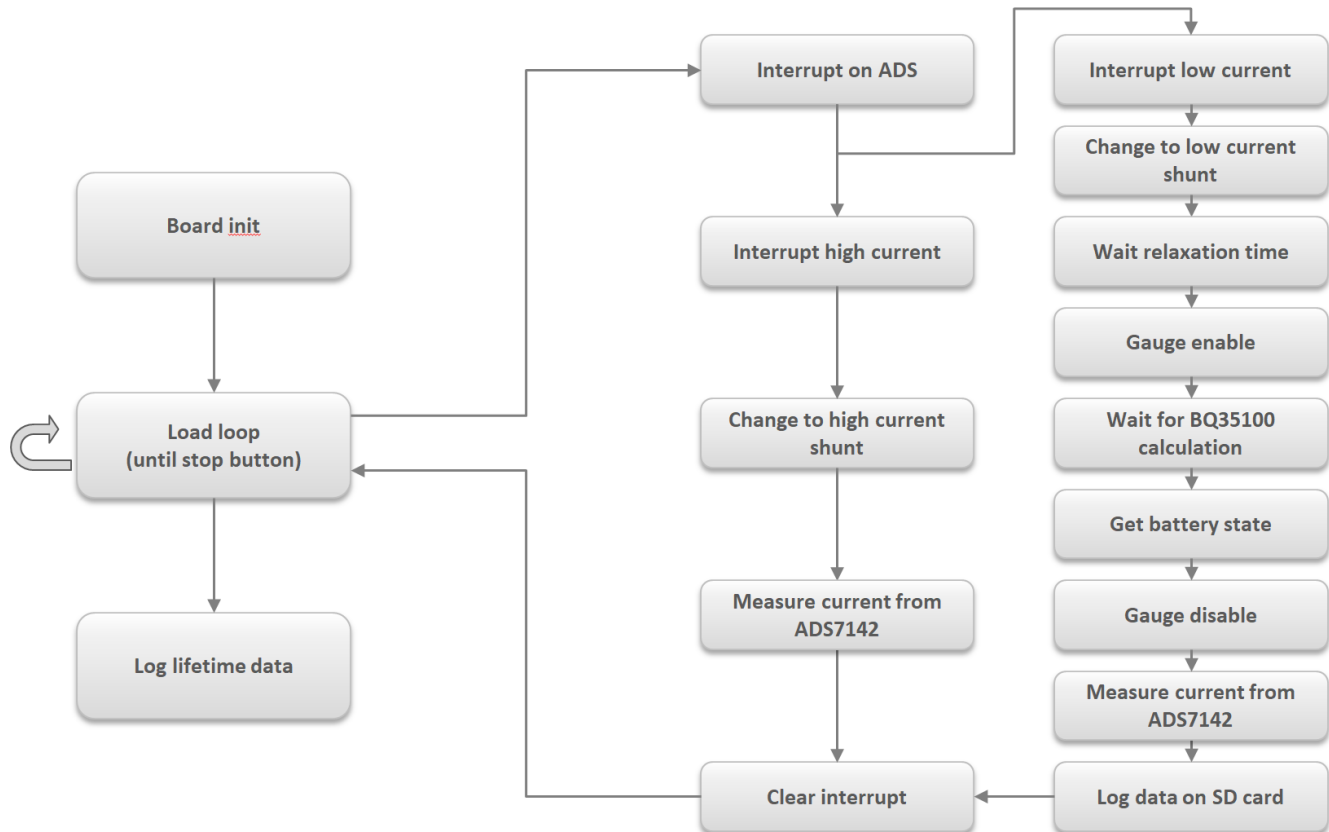 Board init
Load loop
(until stop button)
Log lifetime data
Interrupt on ADS
Interrupt high current
Change to high current
shunt
Measure current from
ADS7142
Clear interrupt
Interrupt low current
Change to low current
shunt
Wait relaxation time
Gauge enable
Wait for BQ35100
calculation
Get battery state
Gauge disable
Measure current from
ADS7142
Log data on SD card